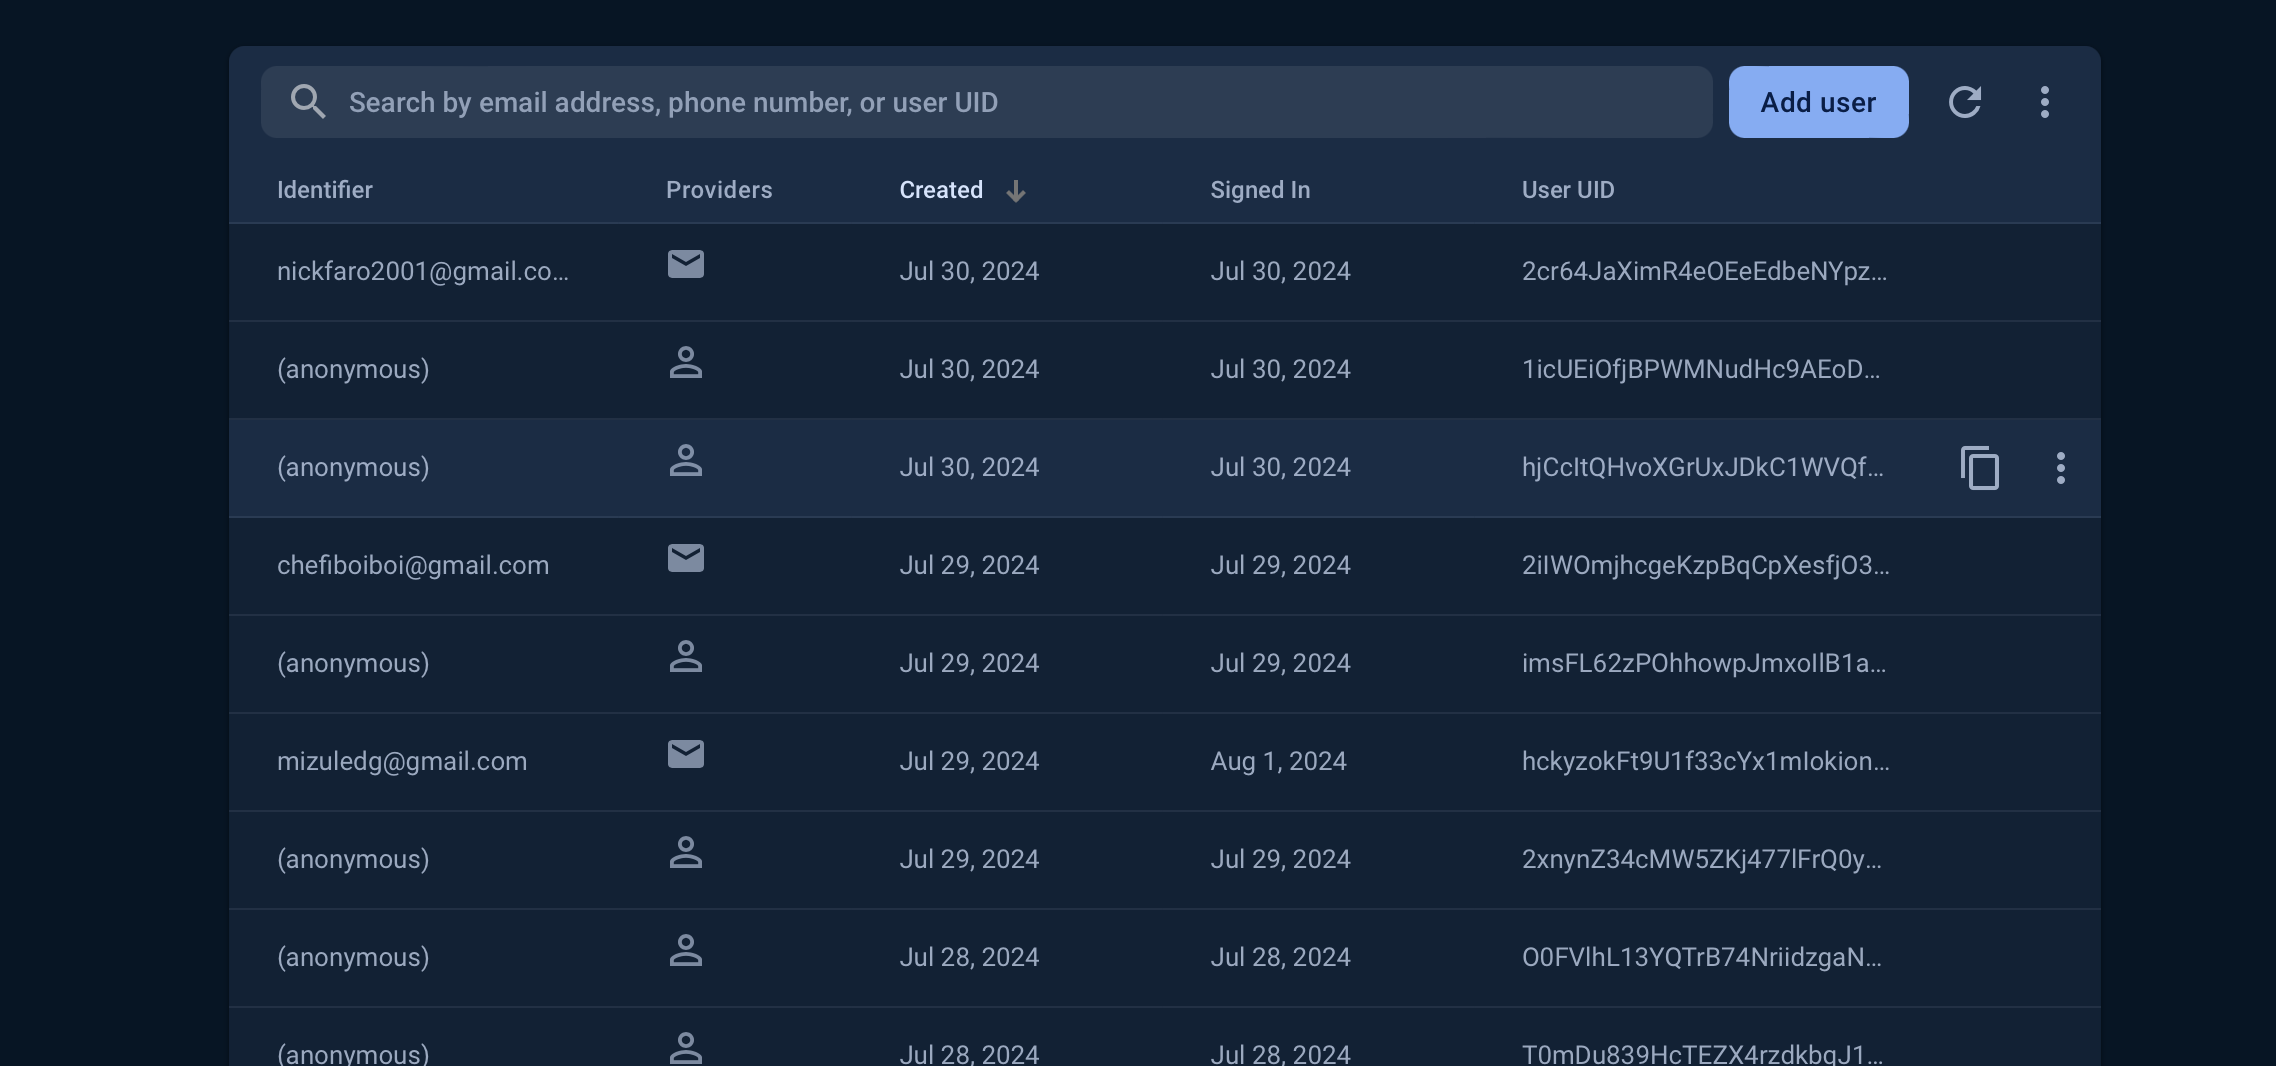 Search by email address, phone number, or user UID Add user
Identifier Providers Created Signed In User UID
nickfaro2001@gmail.co... Jul 30, 2024 Jul 30, 2024 2cr64JaXimR4eOEeEdbeNYpz...
(anonymous) Jul 30, 2024 Jul 30, 2024 1icUEiOfjBPWMNudHc9AEoD...
(anonymous) Jul 30, 2024 Jul 30, 2024 hjCcItQHvoXGrUxJDkC1WVQf...
chefiboiboi@gmail.com Jul 29, 2024 Jul 29, 2024 2iIWOmjhcgeKzpBqCpXesfjO3...
(anonymous) Jul 29, 2024 Jul 29, 2024 imsFL62zPOhhowpJmxoIlB1a...
mizuledg@gmail.com Jul 29, 2024 Aug 1, 2024 hckyzokFt9U1f33cYx1mIokion...
(anonymous) Jul 29, 2024 Jul 29, 2024 2xnynZ34cMW5ZKj477lFrQ0y...
(anonymous) Jul 28, 2024 Jul 28, 2024 O0FVlhL13YQTrB74NriidzgaN...
(anonymous) Jul 28, 2024 Jul 28, 2024 T0mDu839HcTEZX4rzdkbqJ1...